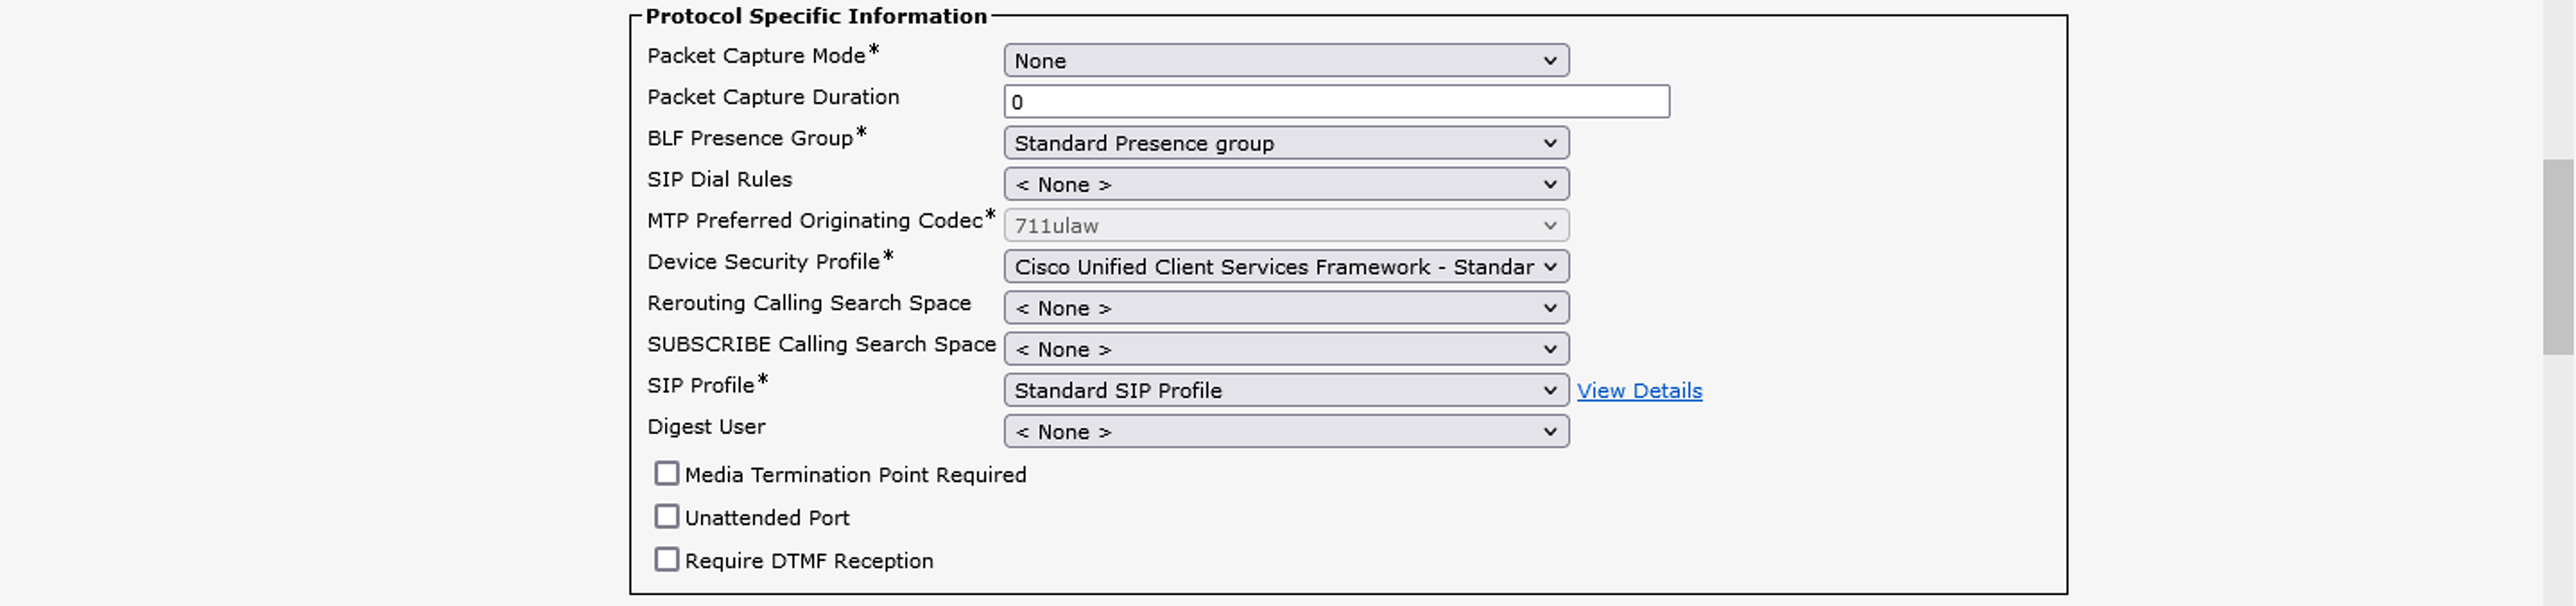 Protocol Specific Information
Packet Capture Mode* None
Packet Capture Duration 0
BLF Presence Group* Standard Presence group
SIP Dial Rules < None >
MTP Preferred Originating Codec* 711ulaw
Device Security Profile* Cisco Unified Client Services Framework - Standar
Rerouting Calling Search Space < None >
SUBSCRIBE Calling Search Space < None >
SIP Profile* Standard SIP Profile View Details
Digest User < None >
Media Termination Point Required
Unattended Port
Require DTMF Reception